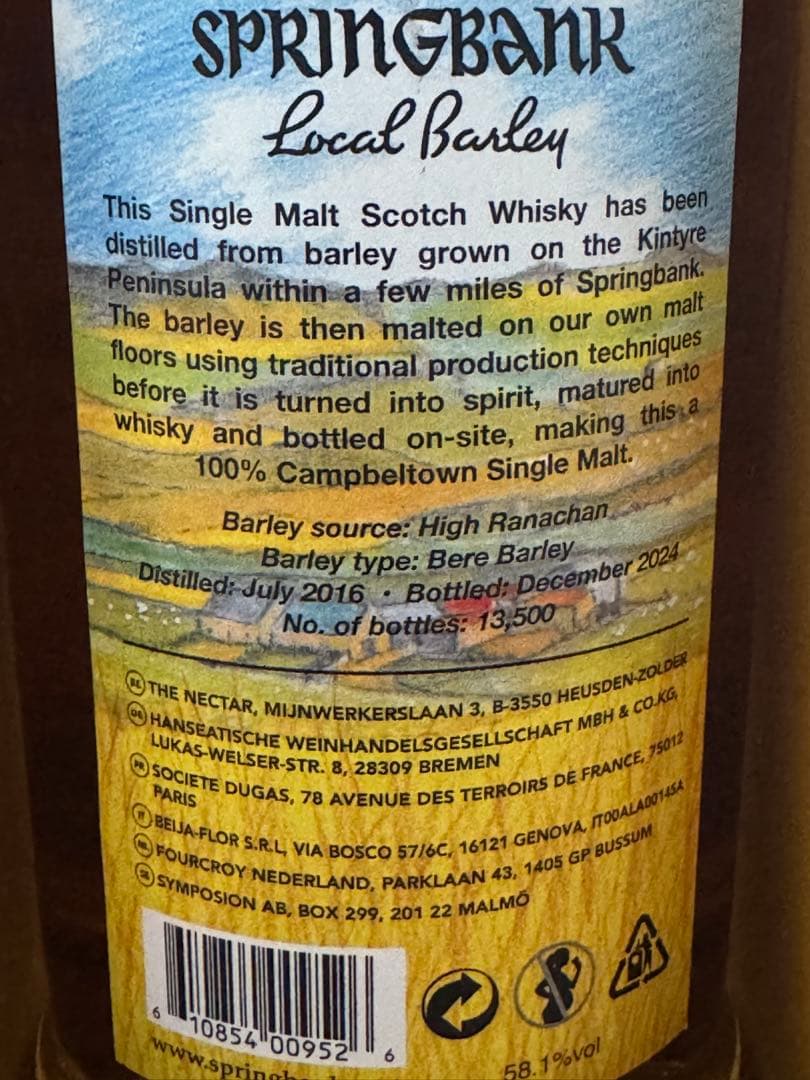 SPRINGBANK
Local Barley
This Single Malt Scotch Whisky has been
distilled from barley grown on the Kintyre
Peninsula within a few miles of Springbank.
The barley is then malted on our own malt
floors using traditional production techniques
before it is turned into spirit, matured into
whisky and bottled on-site, making this a
100% Campbeltown Single Malt.
Barley source: High Ranachan
Barley type: Bere Barley
Distilled: July 2016 • Bottled: December 2024
No. of bottles: 13,500
BE THE NECTAR, MIJNWERKERSLAAN 3, B-3550 HEUSDEN-ZOLDER
DE HANSEATISCHE WEINHANDELSGESELLSCHAFT MBH & CO.KG,
LUKAS-WELSER-STR. 8, 28309 BREMEN
FR SOCIETE DUGAS, 78 AVENUE DES TERROIRS DE FRANCE, 75012
PARIS
IT BEIJA-FLOR S.R.L, VIA BOSCO 57/6C, 16121 GENOVA, IT00ALA00145A
NL FOURCROY NEDERLAND, PARKLAAN 43, 1405 GP BUSSUM
SE SYMPOSION AB, BOX 299, 201 22 MALMÖ
6 10854 00952 6
58.1%vol